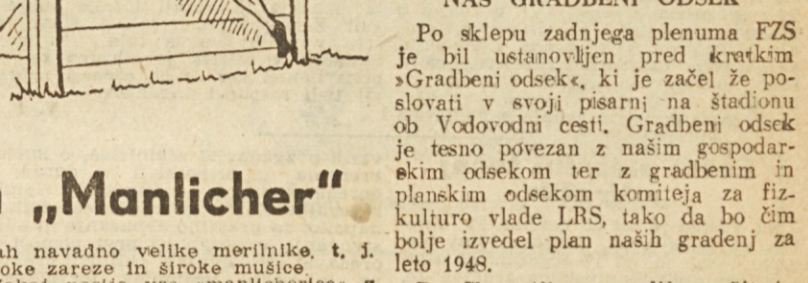 NAŠ GRADBENI ODSEK
Po sklepu zadnjega plenuma FZS
je bil ustanovljen pred kratkim
»Gradbeni odsek«, ki je začel že po-
slovati v svoji pisarni na štadionu
ob Vodovodni cesti. Gradbeni odsek
je tesno povezan z našim gospodar-
skim odsekom ter z gradbenim in
planskim odsekom komiteja za fiz-
kulturo vlade LRS, tako da bo čim
bolje izvedel plan naših gradenj za
leto 1948.
„Manlicher“
navadno velike merilnike, t. j.
zareze in široke mušice.